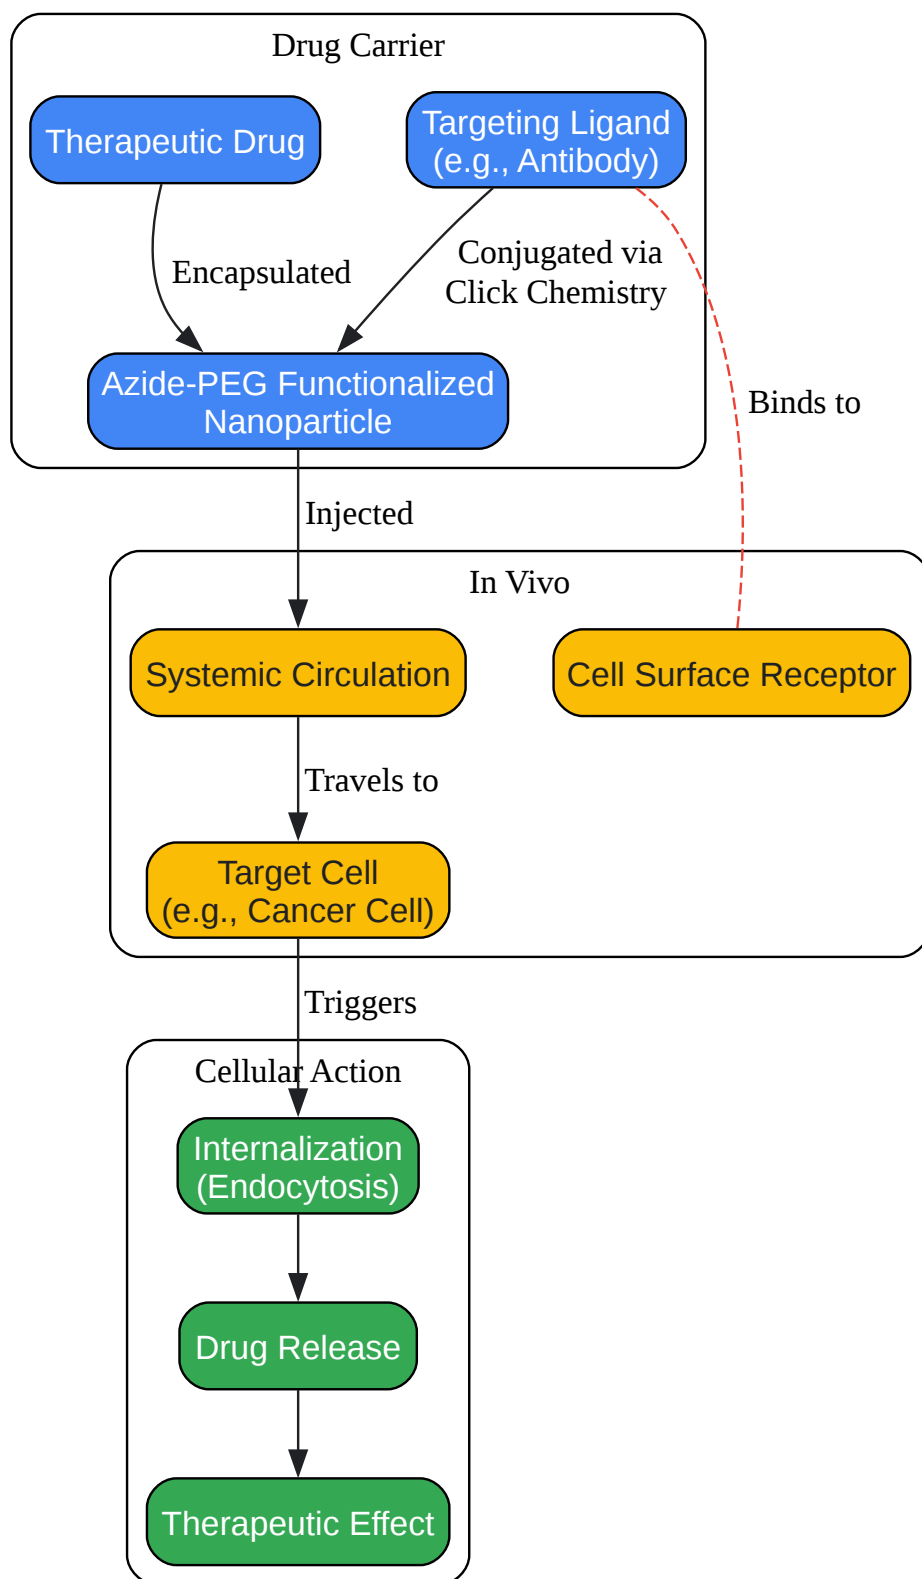 Drug Carrier
Therapeutic Drug
Targeting Ligand
(e.g., Antibody)
Encapsulated
Conjugated via
Click Chemistry
Azide-PEG Functionalized
Nanoparticle
Binds to
Injected
In Vivo
Systemic Circulation
Cell Surface Receptor
Travels to
Target Cell
(e.g., Cancer Cell)
Triggers
Cellular Action
Internalization
(Endocytosis)
Drug Release
Therapeutic Effect